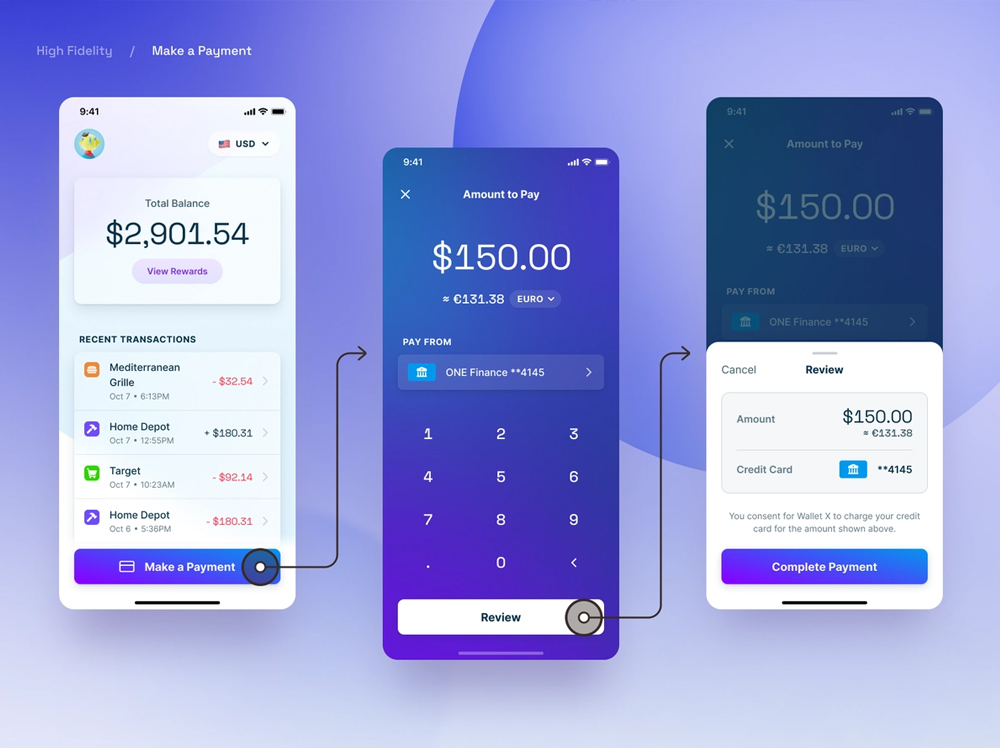 High Fidelity / Make a Payment
9:41
USD
Total Balance
$2,901.54
View Rewards
RECENT TRANSACTIONS
Mediterranean
Grille
- $32.54
Oct 7 • 6:13PM
Home Depot
+ $180.31
Oct 7 • 12:55PM
Target
- $92.14
Oct 7 • 10:23AM
Home Depot
- $180.31
Oct 6 • 5:36PM
Make a Payment
9:41
Amount to Pay
$150.00
≈ €131.38 EURO
PAY FROM
ONE Finance **4145
1 2 3
4 5 6
7 8 9
. 0 <
Review
9:41
Amount to Pay
$150.00
≈ €131.38 EURO
PAY FROM
ONE Finance **4145
Cancel Review
Amount $150.00
≈ €131.38
Credit Card **4145
You consent for Wallet X to charge your credit
card for the amount shown above.
Complete Payment